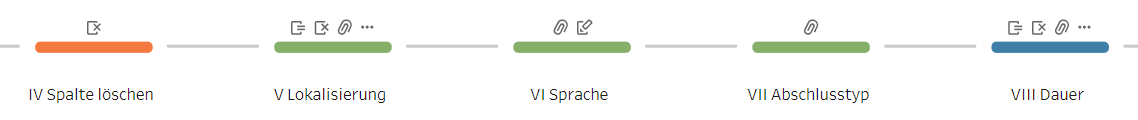 IV Spalte löschen
V Lokalisierung
VI Sprache
VII Abschlusstyp
VIII Dauer